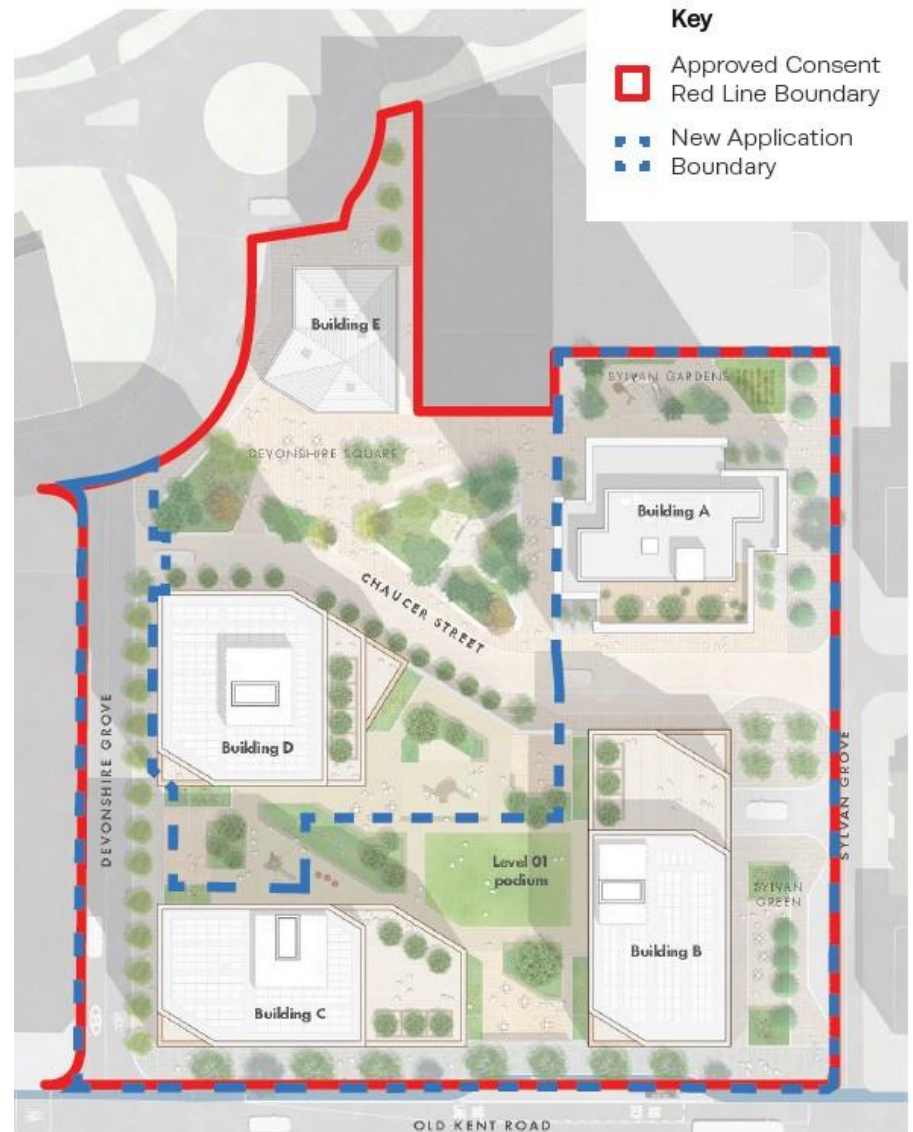 Key
Approved Consent
Red Line Boundary
New Application
Boundary
Building E
SYLVAN GARDENS
DEVONSHIRE SQUARE
Building A
CHAUCER STREET
Building D
DEVONSHIRE GROVE
SYLVAN GROVE
Level 01
podium
SYLVAN
GREEN
Building B
Building C
OLD KENT ROAD